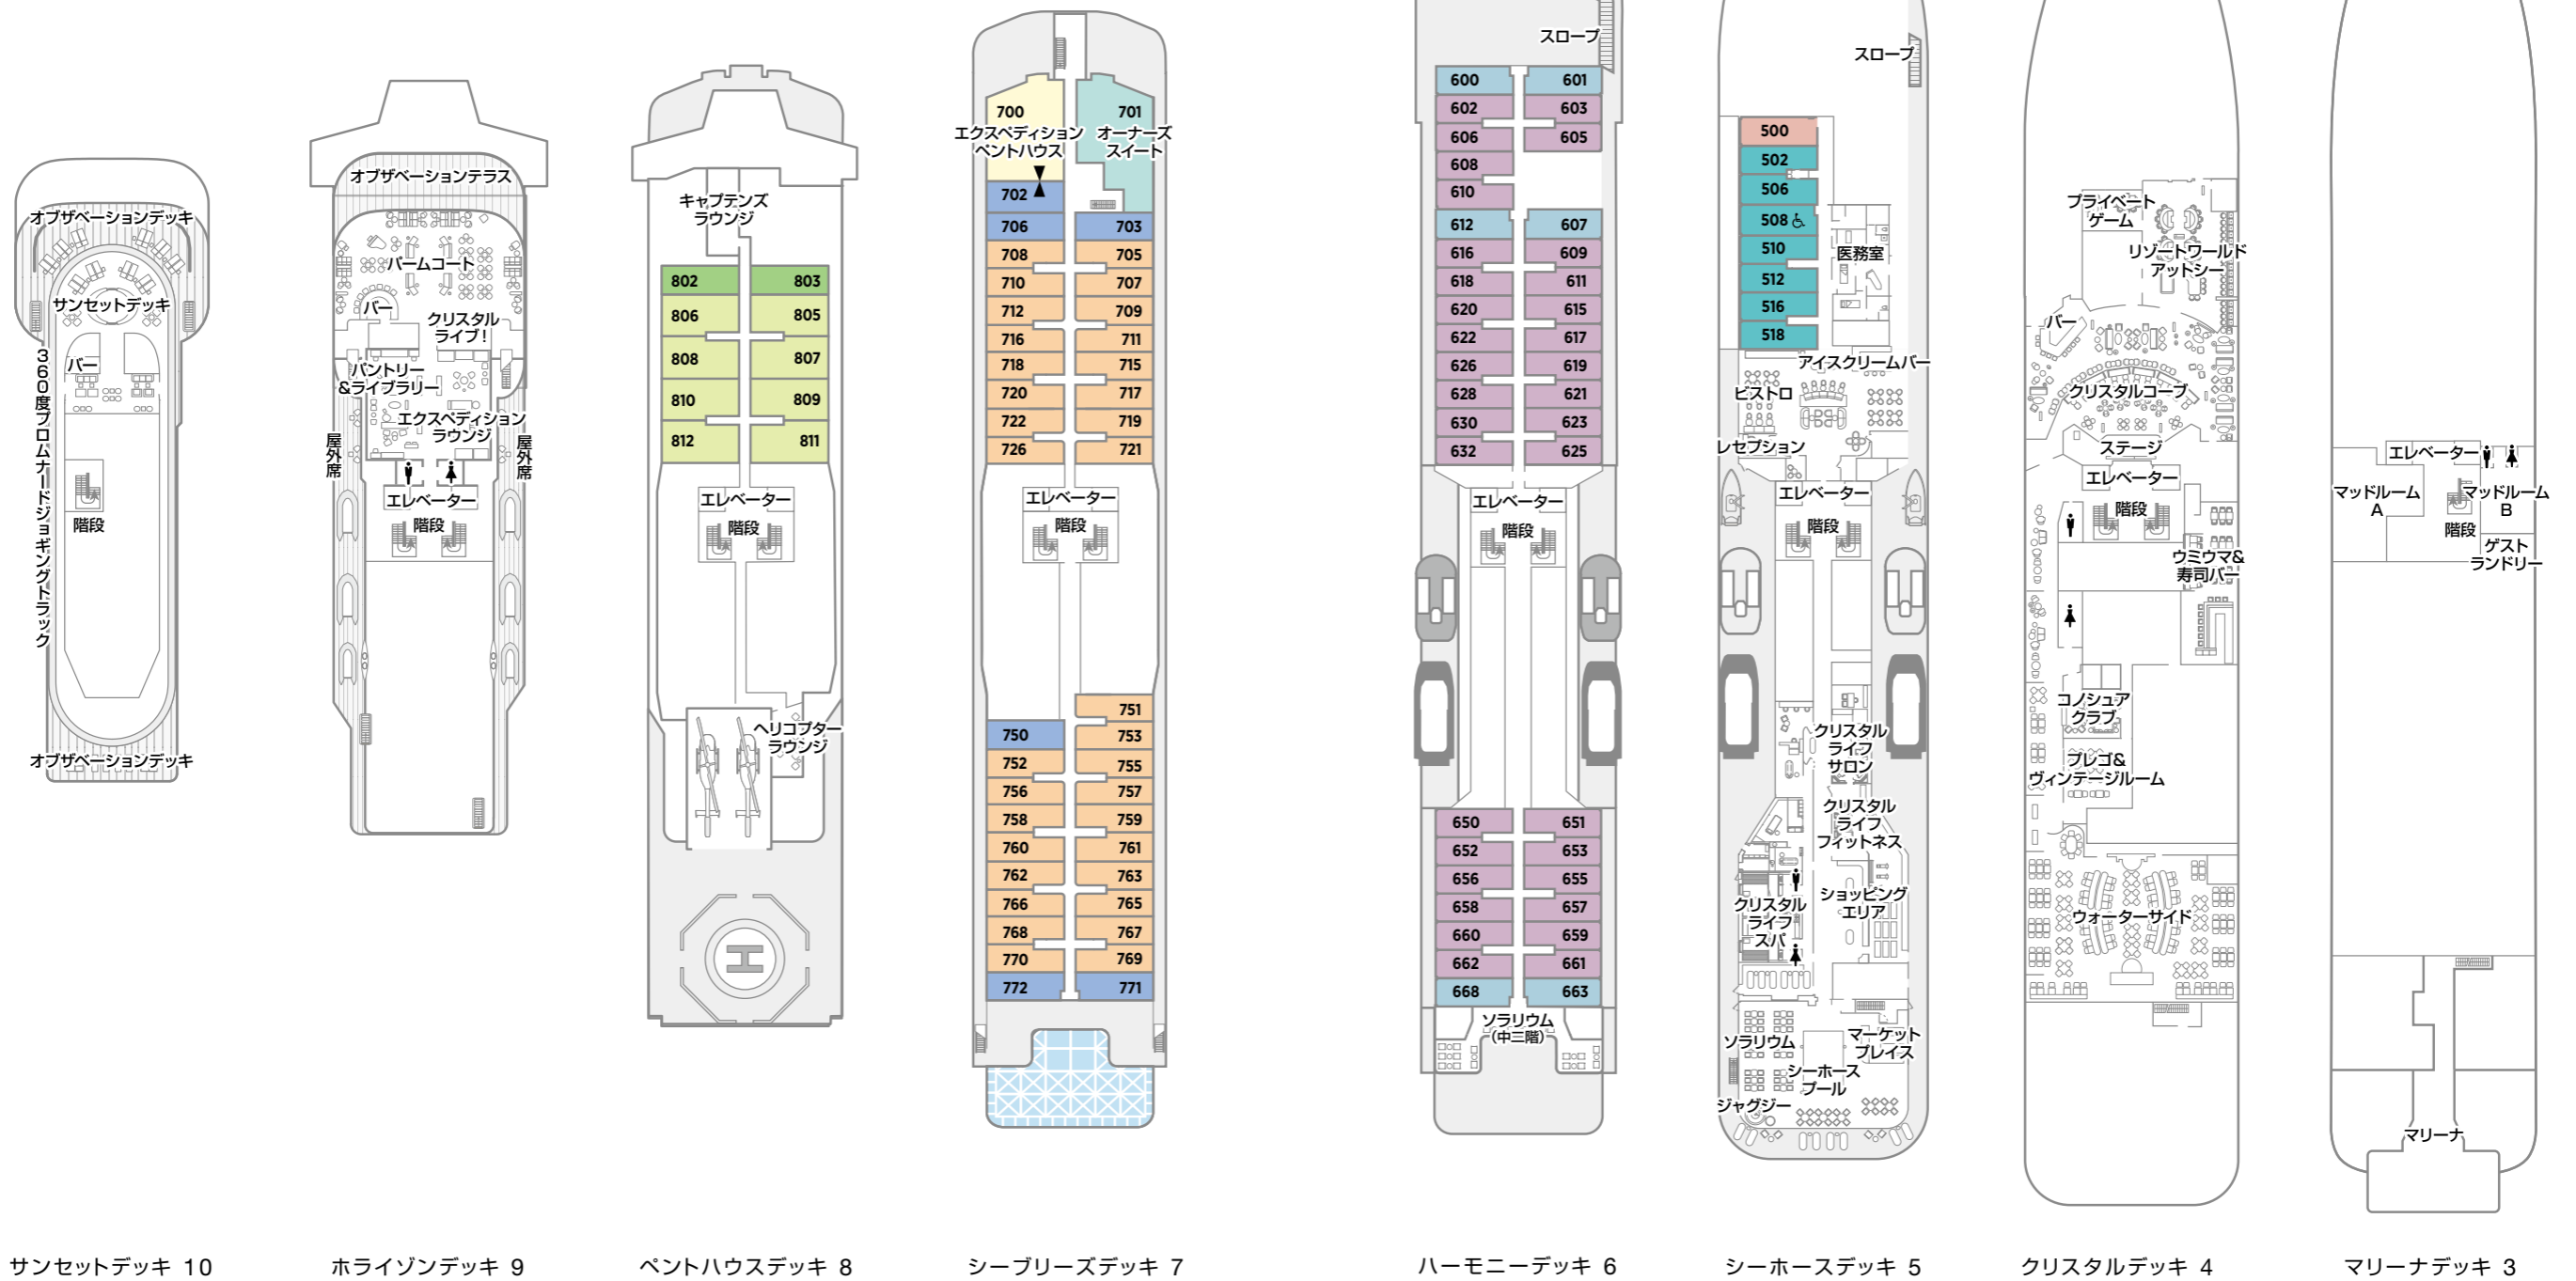 オブザベーションデッキ
サンセットデッキ
バー
360度プロムナードジョギングトラック
階段
オブザベーションデッキ
サンセットデッキ 10
オブザベーションテラス
パームコート
バー
クリスタル
ライブ!
パントリー
&ライブラリー
エクスペディション
ラウンジ
屋外席
屋外席
エレベーター
階段
ホライゾンデッキ 9
キャプテンズ
ラウンジ
802 803
806 805
808 807
810 809
812 811
エレベーター
階段
ヘリコプター
ラウンジ
H
ペントハウスデッキ 8
700
エクスペディション
ペントハウス
701
オーナーズ
スイート
702
706 703
708 705
710 707
712 709
716 711
718 715
720 717
722 719
726 721
エレベーター
階段
751
750 753
752 755
756 757
758 759
760 761
762 763
766 765
768 767
770 769
772 771
シーブリーズデッキ 7
スロープ
600 601
602 603
606 605
608
610
612 607
616 609
618 611
620 615
622 617
626 619
628 621
630 623
632 625
エレベーター
階段
650 651
652 653
656 655
658 657
660 659
662 661
668 663
ソラリウム
(中三階)
ハーモニーデッキ 6
スロープ
500
502
506
508
510
512
516
518
医務室
アイスクリームバー
ビストロ
レセプション
エレベーター
階段
クリスタル
ライフ
サロン
クリスタル
ライフ
フィットネス
ショッピング
エリア
クリスタル
ライフ
スパ
ソラリウム
マーケット
プレイス
シーホース
プール
ジャグジー
シーホースデッキ 5
プライベート
ゲーム
リゾートワールド
アットシー
バー
クリスタルコーブ
ステージ
エレベーター
階段
ウミウマ&
寿司バー
コノシュア
クラブ
プレゴ&
ヴィンテージルーム
ウォーターサイド
クリスタルデッキ 4
エレベーター
マッドルーム
A
マッドルーム
B
階段
ゲスト
ランドリー
マリーナ
マリーナデッキ 3